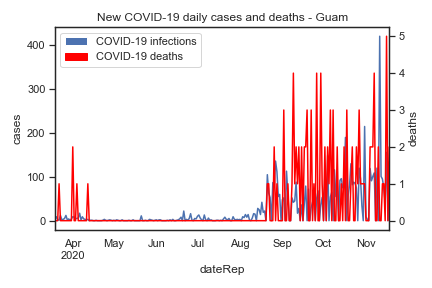 New COVID-19 daily cases and deaths - Guam
COVID-19 infections
COVID-19 deaths
400
300
200
100
0
cases
5
4
3
2
1
0
deaths
Apr May Jun Jul Aug Sep Oct Nov
2020
dateRep